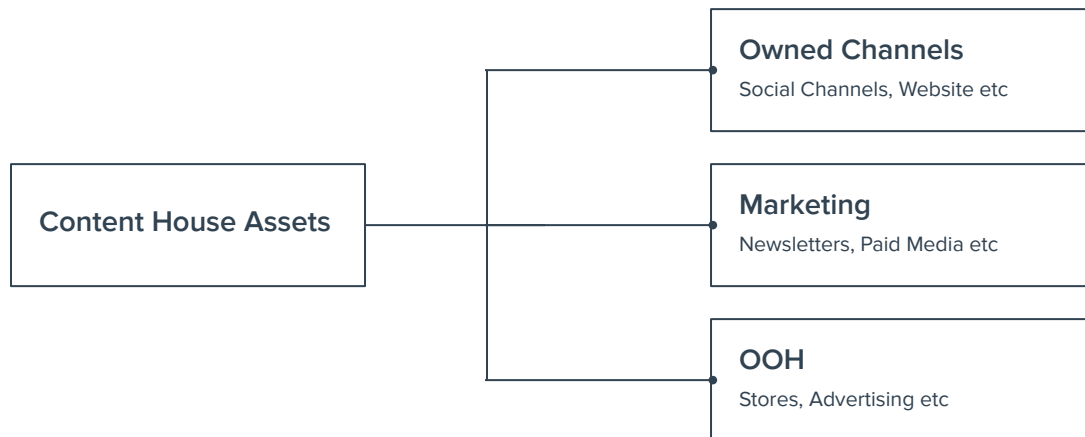 Owned Channels
Social Channels, Website etc
Content House Assets
Marketing
Newsletters, Paid Media etc
OOH
Stores, Advertising etc